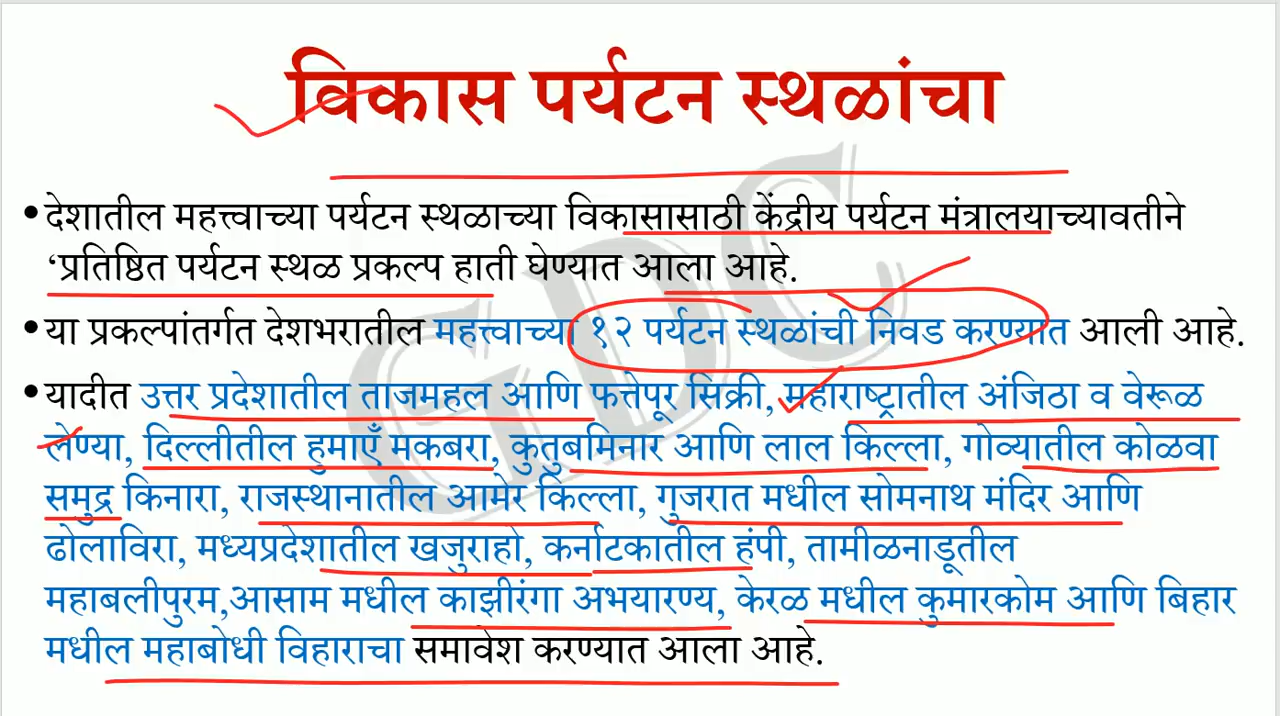 विकास पर्यटन स्थळांचा
• देशातील महत्त्वाच्या पर्यटन स्थळाच्या विकासासाठी केंद्रीय पर्यटन मंत्रालयाच्यावतीने
‘प्रतिष्ठित पर्यटन स्थळ प्रकल्प हाती घेण्यात आला आहे.
• या प्रकल्पांतर्गत देशभरातील महत्त्वाच्या १२ पर्यटन स्थळांची निवड करण्यात आली आहे.
• यादीत उत्तर प्रदेशातील ताजमहल आणि फत्तेपूर सिक्री, महाराष्ट्रातील अंजिठा व वेरूळ
लेण्या, दिल्लीतील हुमाएँ मकबरा, कुतुबमिनार आणि लाल किल्ला, गोव्यातील कोळवा
समुद्र किनारा, राजस्थानातील आमेर किल्ला, गुजरात मधील सोमनाथ मंदिर आणि
ढोलाविरा, मध्यप्रदेशातील खजुराहो, कर्नाटकातील हंपी, तामीळनाडूतील
महाबलीपुरम,आसाम मधील काझीरंगा अभयारण्य, केरळ मधील कुमारकोम आणि बिहार
मधील महाबोधी विहाराचा समावेश करण्यात आला आहे.
GDC